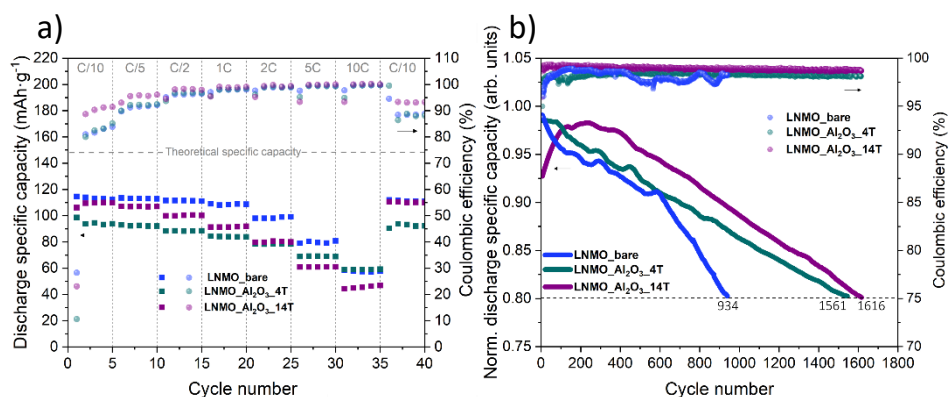 a)
C/10 C/5 C/2 1C 2C 5C 10C C/10
Discharge specific capacity (mAh·g⁻¹)
220
200
180
160
140
120
100
80
60
40
20
0
Theoretical specific capacity
LNMO_bare
LNMO_Al₂O₃_4T
LNMO_Al₂O₃_14T
110
100
90
80
70
60
50
40
30
20
10
0
Coulombic efficiency (%)
0 5 10 15 20 25 30 35 40
Cycle number
b)
Norm. discharge specific capacity (arb. units)
1.05
1.00
0.95
0.90
0.85
0.80
0.75
LNMO_bare
LNMO_Al₂O₃_4T
LNMO_Al₂O₃_14T
LNMO_bare
LNMO_Al₂O₃_4T
LNMO_Al₂O₃_14T
934 1561 1616
100
95
90
85
80
75
70
Coulombic efficiency (%)
0 200 400 600 800 1000 1200 1400 1600 1800
Cycle number